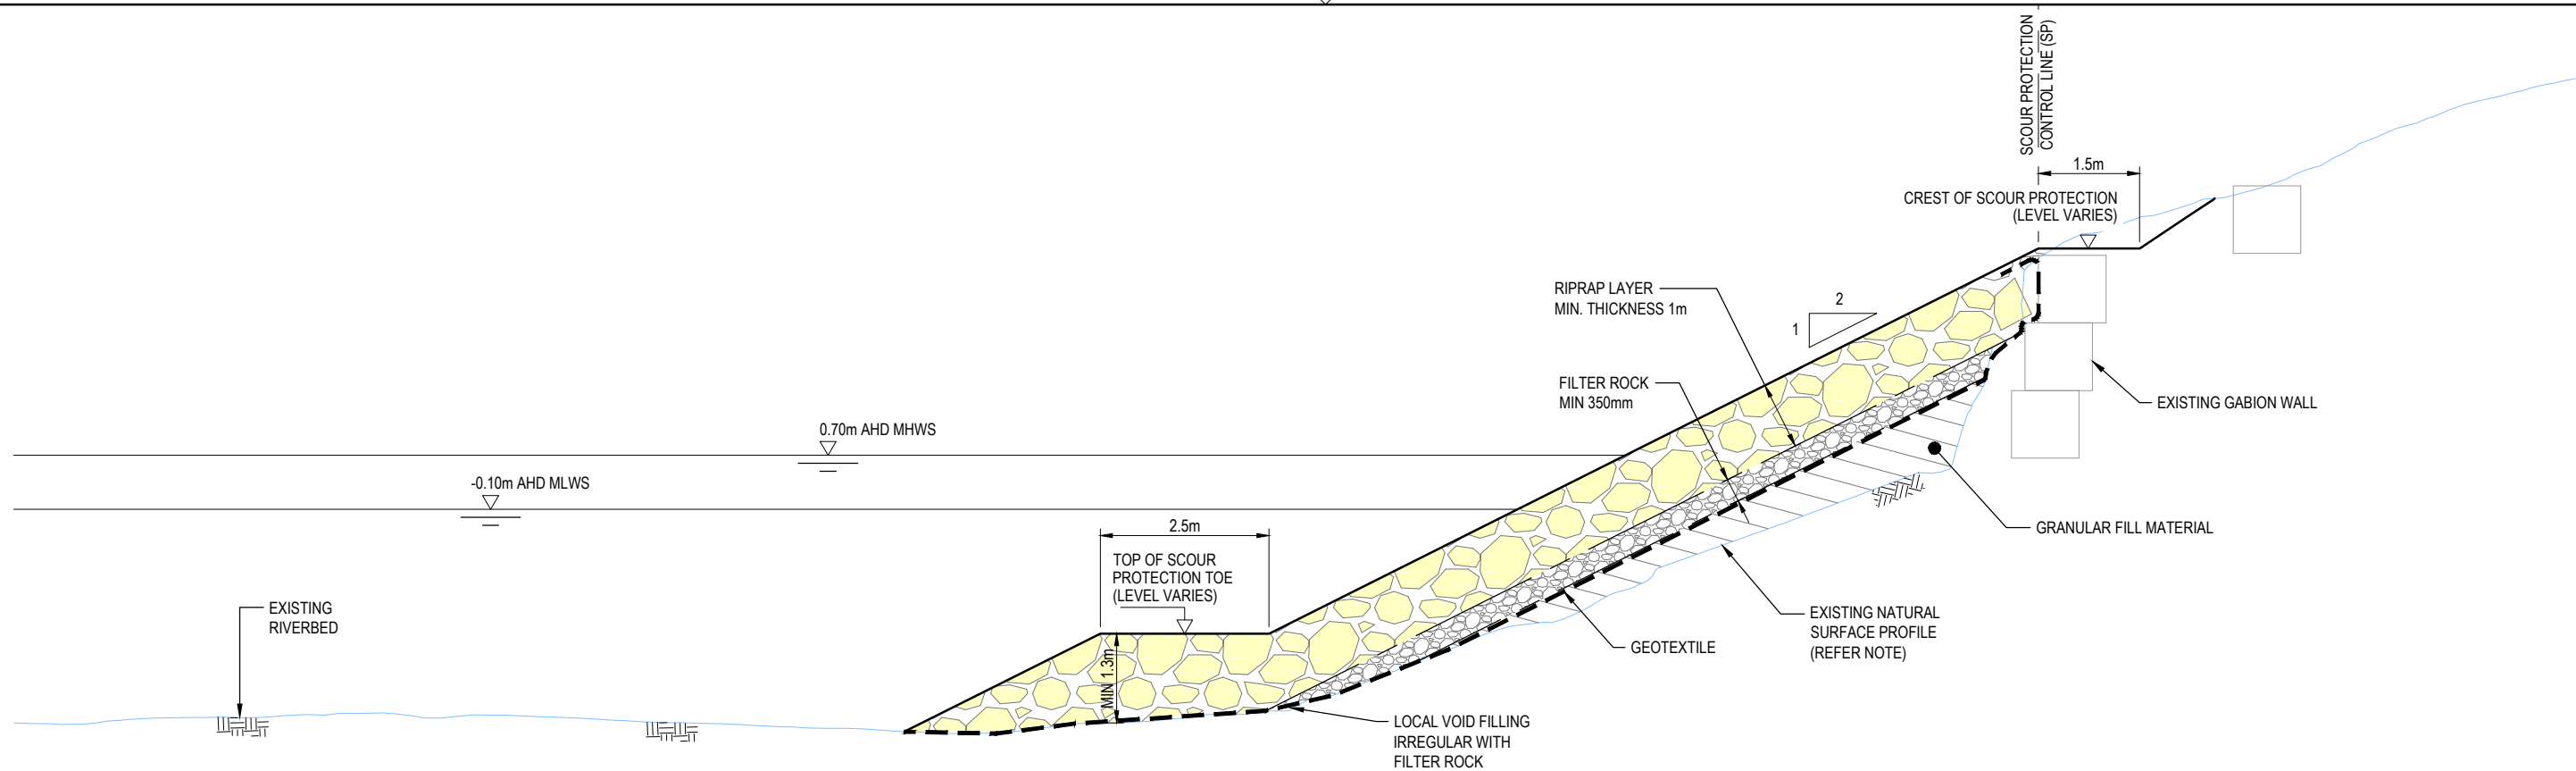 SCOUR PROTECTION
CONTROL LINE (SP)
1.5m
CREST OF SCOUR PROTECTION
(LEVEL VARIES)
RIPRAP LAYER
MIN. THICKNESS 1m
2
1
FILTER ROCK
MIN 350mm
EXISTING GABION WALL
0.70m AHD MHWS
-0.10m AHD MLWS
2.5m
GRANULAR FILL MATERIAL
TOP OF SCOUR
PROTECTION TOE
(LEVEL VARIES)
EXISTING
RIVERBED
EXISTING NATURAL
SURFACE PROFILE
(REFER NOTE)
GEOTEXTILE
MIN 1.3m
LOCAL VOID FILLING
IRREGULAR WITH
FILTER ROCK